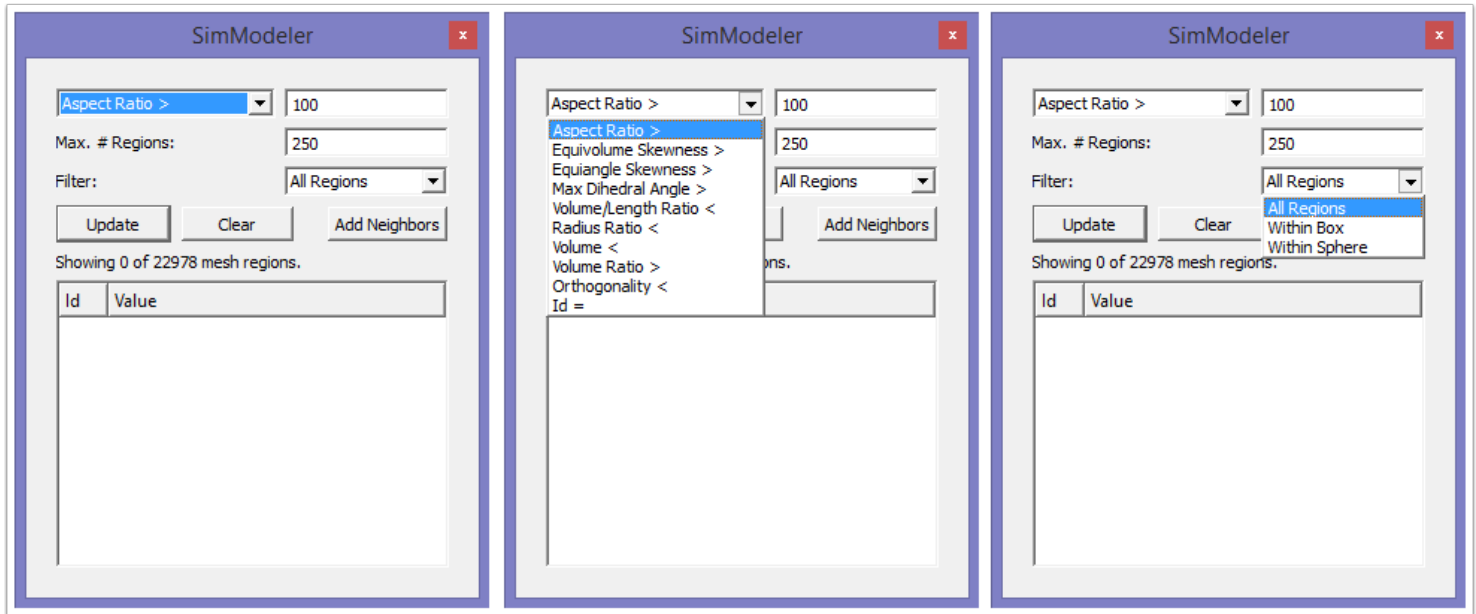 SimModeler
x
Aspect Ratio >
100
Max. # Regions:
250
Filter:
All Regions
Update
Clear
Add Neighbors
Showing 0 of 22978 mesh regions.
Id
Value
SimModeler
x
Aspect Ratio >
100
Aspect Ratio >
Equivolume Skewness >
250
Equiangle Skewness >
Max Dihedral Angle >
All Regions
Volume/Length Ratio <
Radius Ratio <
Add Neighbors
Volume <
Volume Ratio >
ons.
Orthogonality <
Id =
SimModeler
x
Aspect Ratio >
100
Max. # Regions:
250
Filter:
All Regions
All Regions
Within Box
Within Sphere
Update
Clear
Showing 0 of 22978 mesh regions.
Id
Value